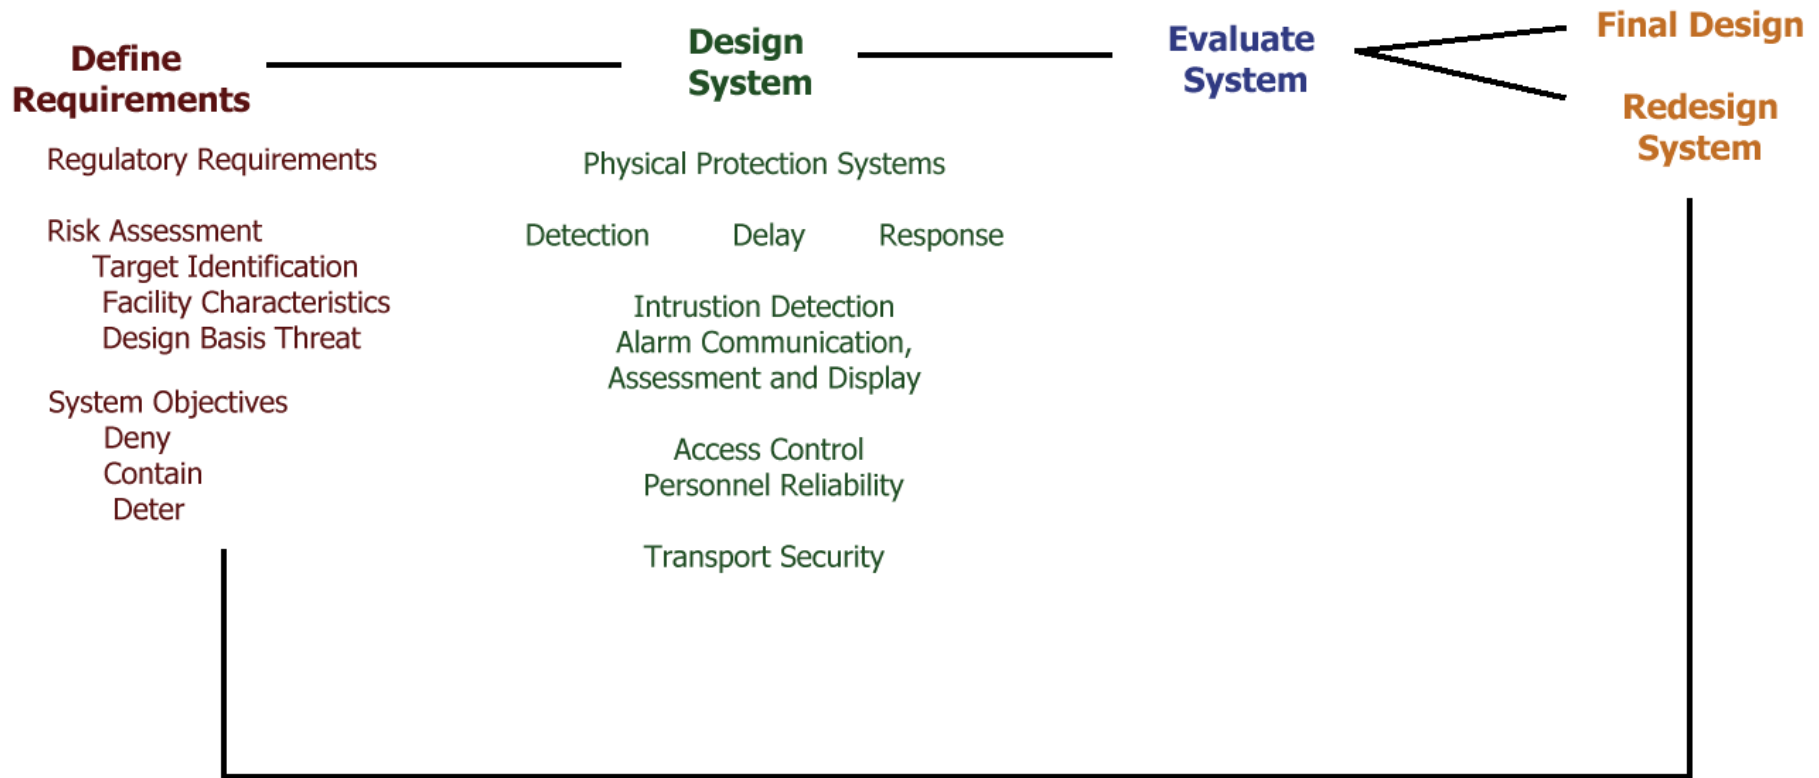 Define
Requirements
Regulatory Requirements
Risk Assessment
Target Identification
Facility Characteristics
Design Basis Threat
System Objectives
Deny
Contain
Deter
Design
System
Physical Protection Systems
Detection Delay Response
Intrustion Detection
Alarm Communication,
Assessment and Display
Access Control
Personnel Reliability
Transport Security
Evaluate
System
Final Design
Redesign
System